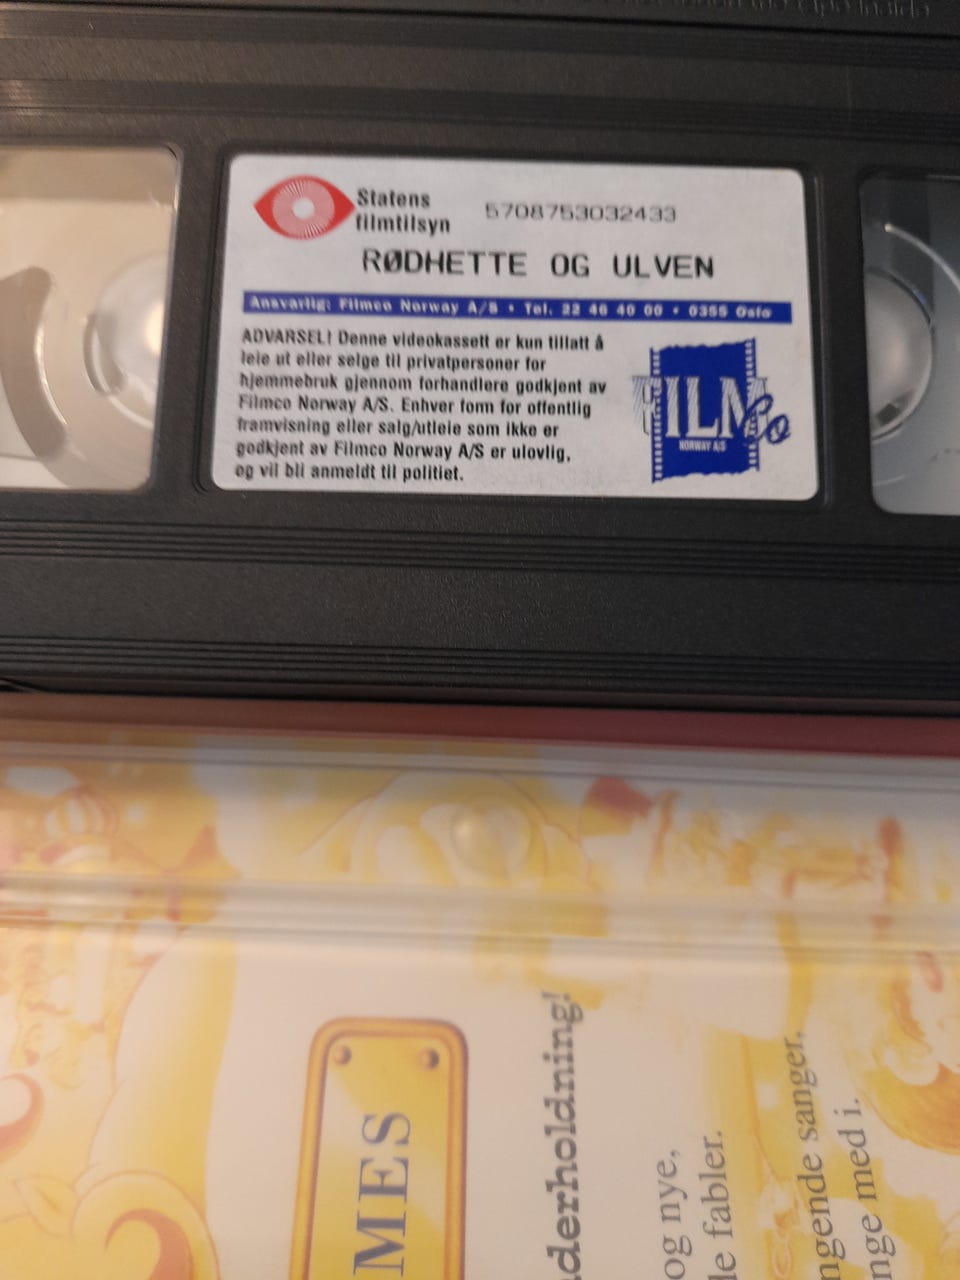 Statens
filmtilsyn
5708753032433
RØDHETTE OG ULVEN
Ansvarlig: Filmco Norway A/S • Tel. 22 46 40 00 • 0355 Oslo
ADVARSEL! Denne videokassett er kun tillatt å
leie ut eller selge til privatpersoner for
hjemmebruk gjennom forhandlere godkjent av
Filmco Norway A/S. Enhver form for offentlig
framvisning eller salg/utleie som ikke er
godkjent av Filmco Norway A/S er ulovlig,
og vil bli anmeldt til politiet.
FILM
Co
NORWAY A/S
MES
nderholdning!
og nye,
de fabler.
ngende sanger,
nge med i.